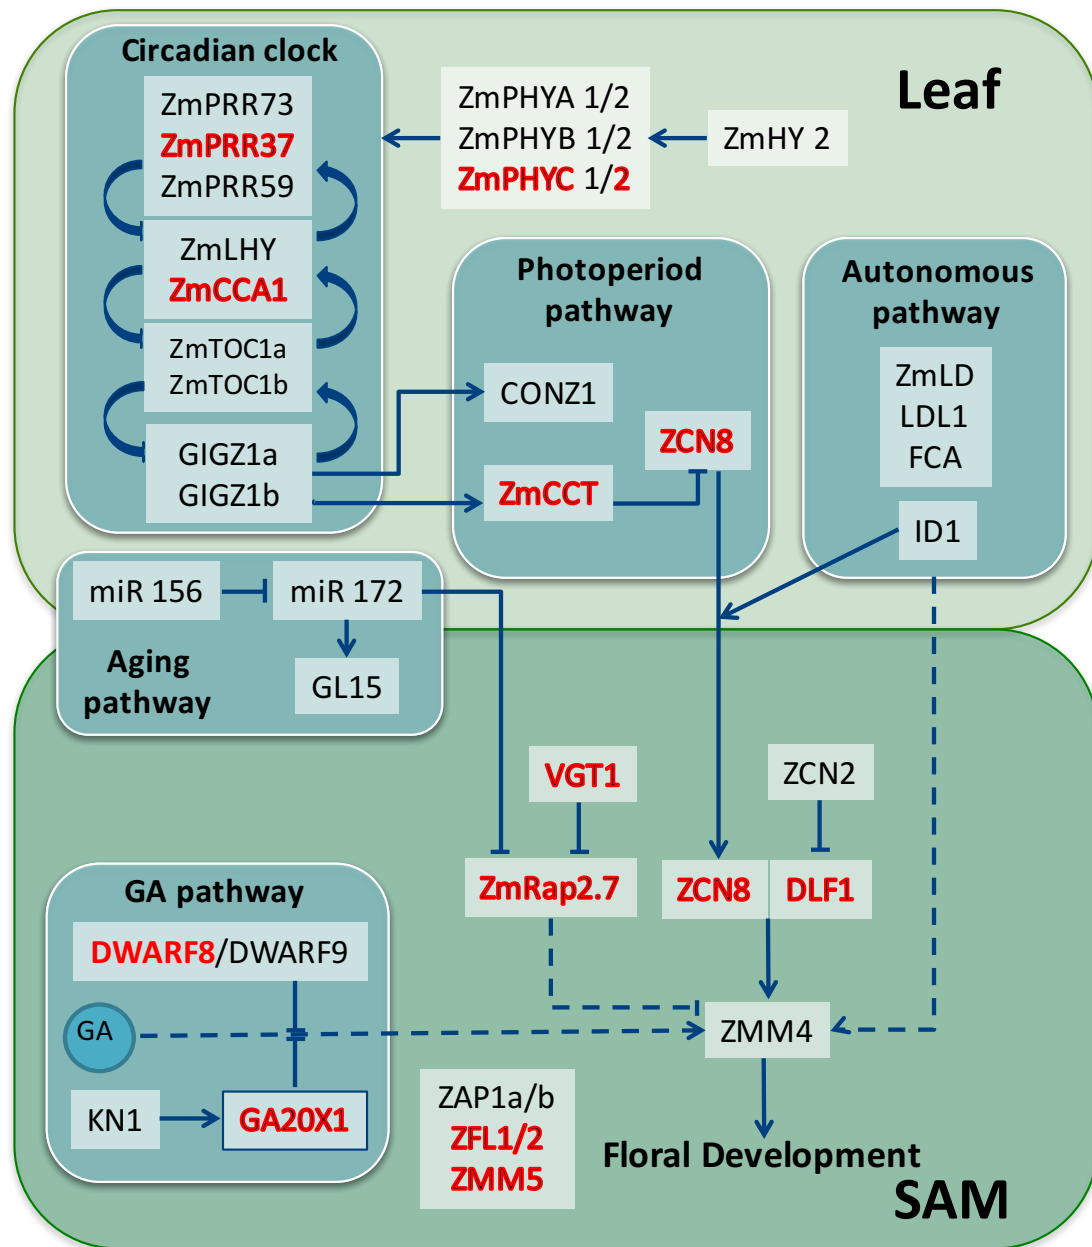 Leaf
Circadian clock
ZmPRR73
ZmPRR37
ZmPRR59
ZmLHY
ZmCCA1
ZmTOC1a
ZmTOC1b
GIGZ1a
GIGZ1b
ZmPHYA 1/2
ZmPHYB 1/2
ZmPHYC 1/2
ZmHY 2
Photoperiod
pathway
CONZ1
ZCN8
ZmCCT
Autonomous
pathway
ZmLD
LDL1
FCA
ID1
miR 156
miR 172
Aging
pathway
GL15
VGT1
ZCN2
ZmRap2.7
ZCN8
DLF1
GA pathway
DWARF8/DWARF9
GA
KN1
GA20X1
ZMM4
ZAP1a/b
ZFL1/2
ZMM5
Floral Development
SAM